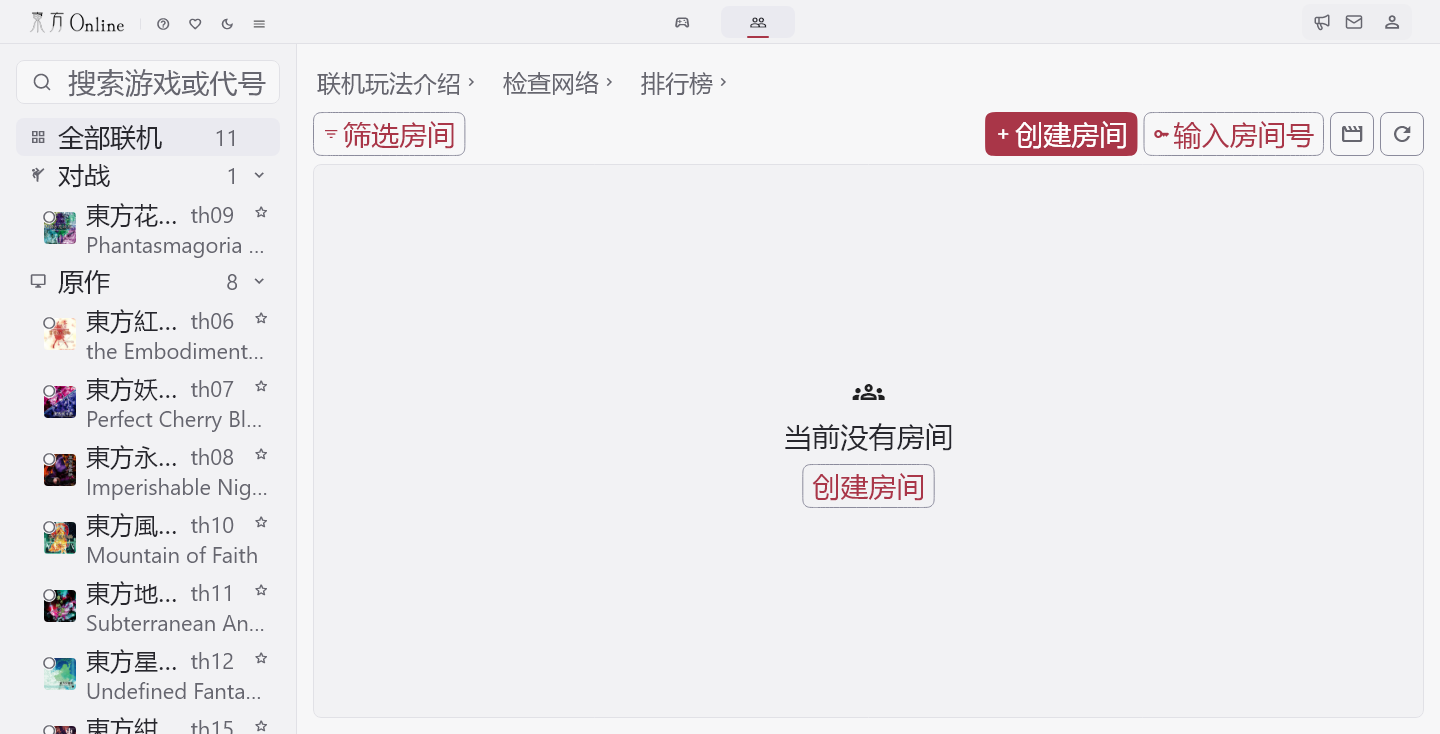 東方Online
搜索游戏或代号
全部联机 11
对战 1
東方花... th09
Phantasmagoria ...
原作 8
東方紅... th06
the Embodiment...
東方妖... th07
Perfect Cherry Bl...
東方永... th08
Imperishable Nig...
東方風... th10
Mountain of Faith
東方地... th11
Subterranean An...
東方星... th12
Undefined Fanta...
東方紺... th15
联机玩法介绍 检查网络 排行榜
筛选房间
+ 创建房间 输入房间号
当前没有房间
创建房间